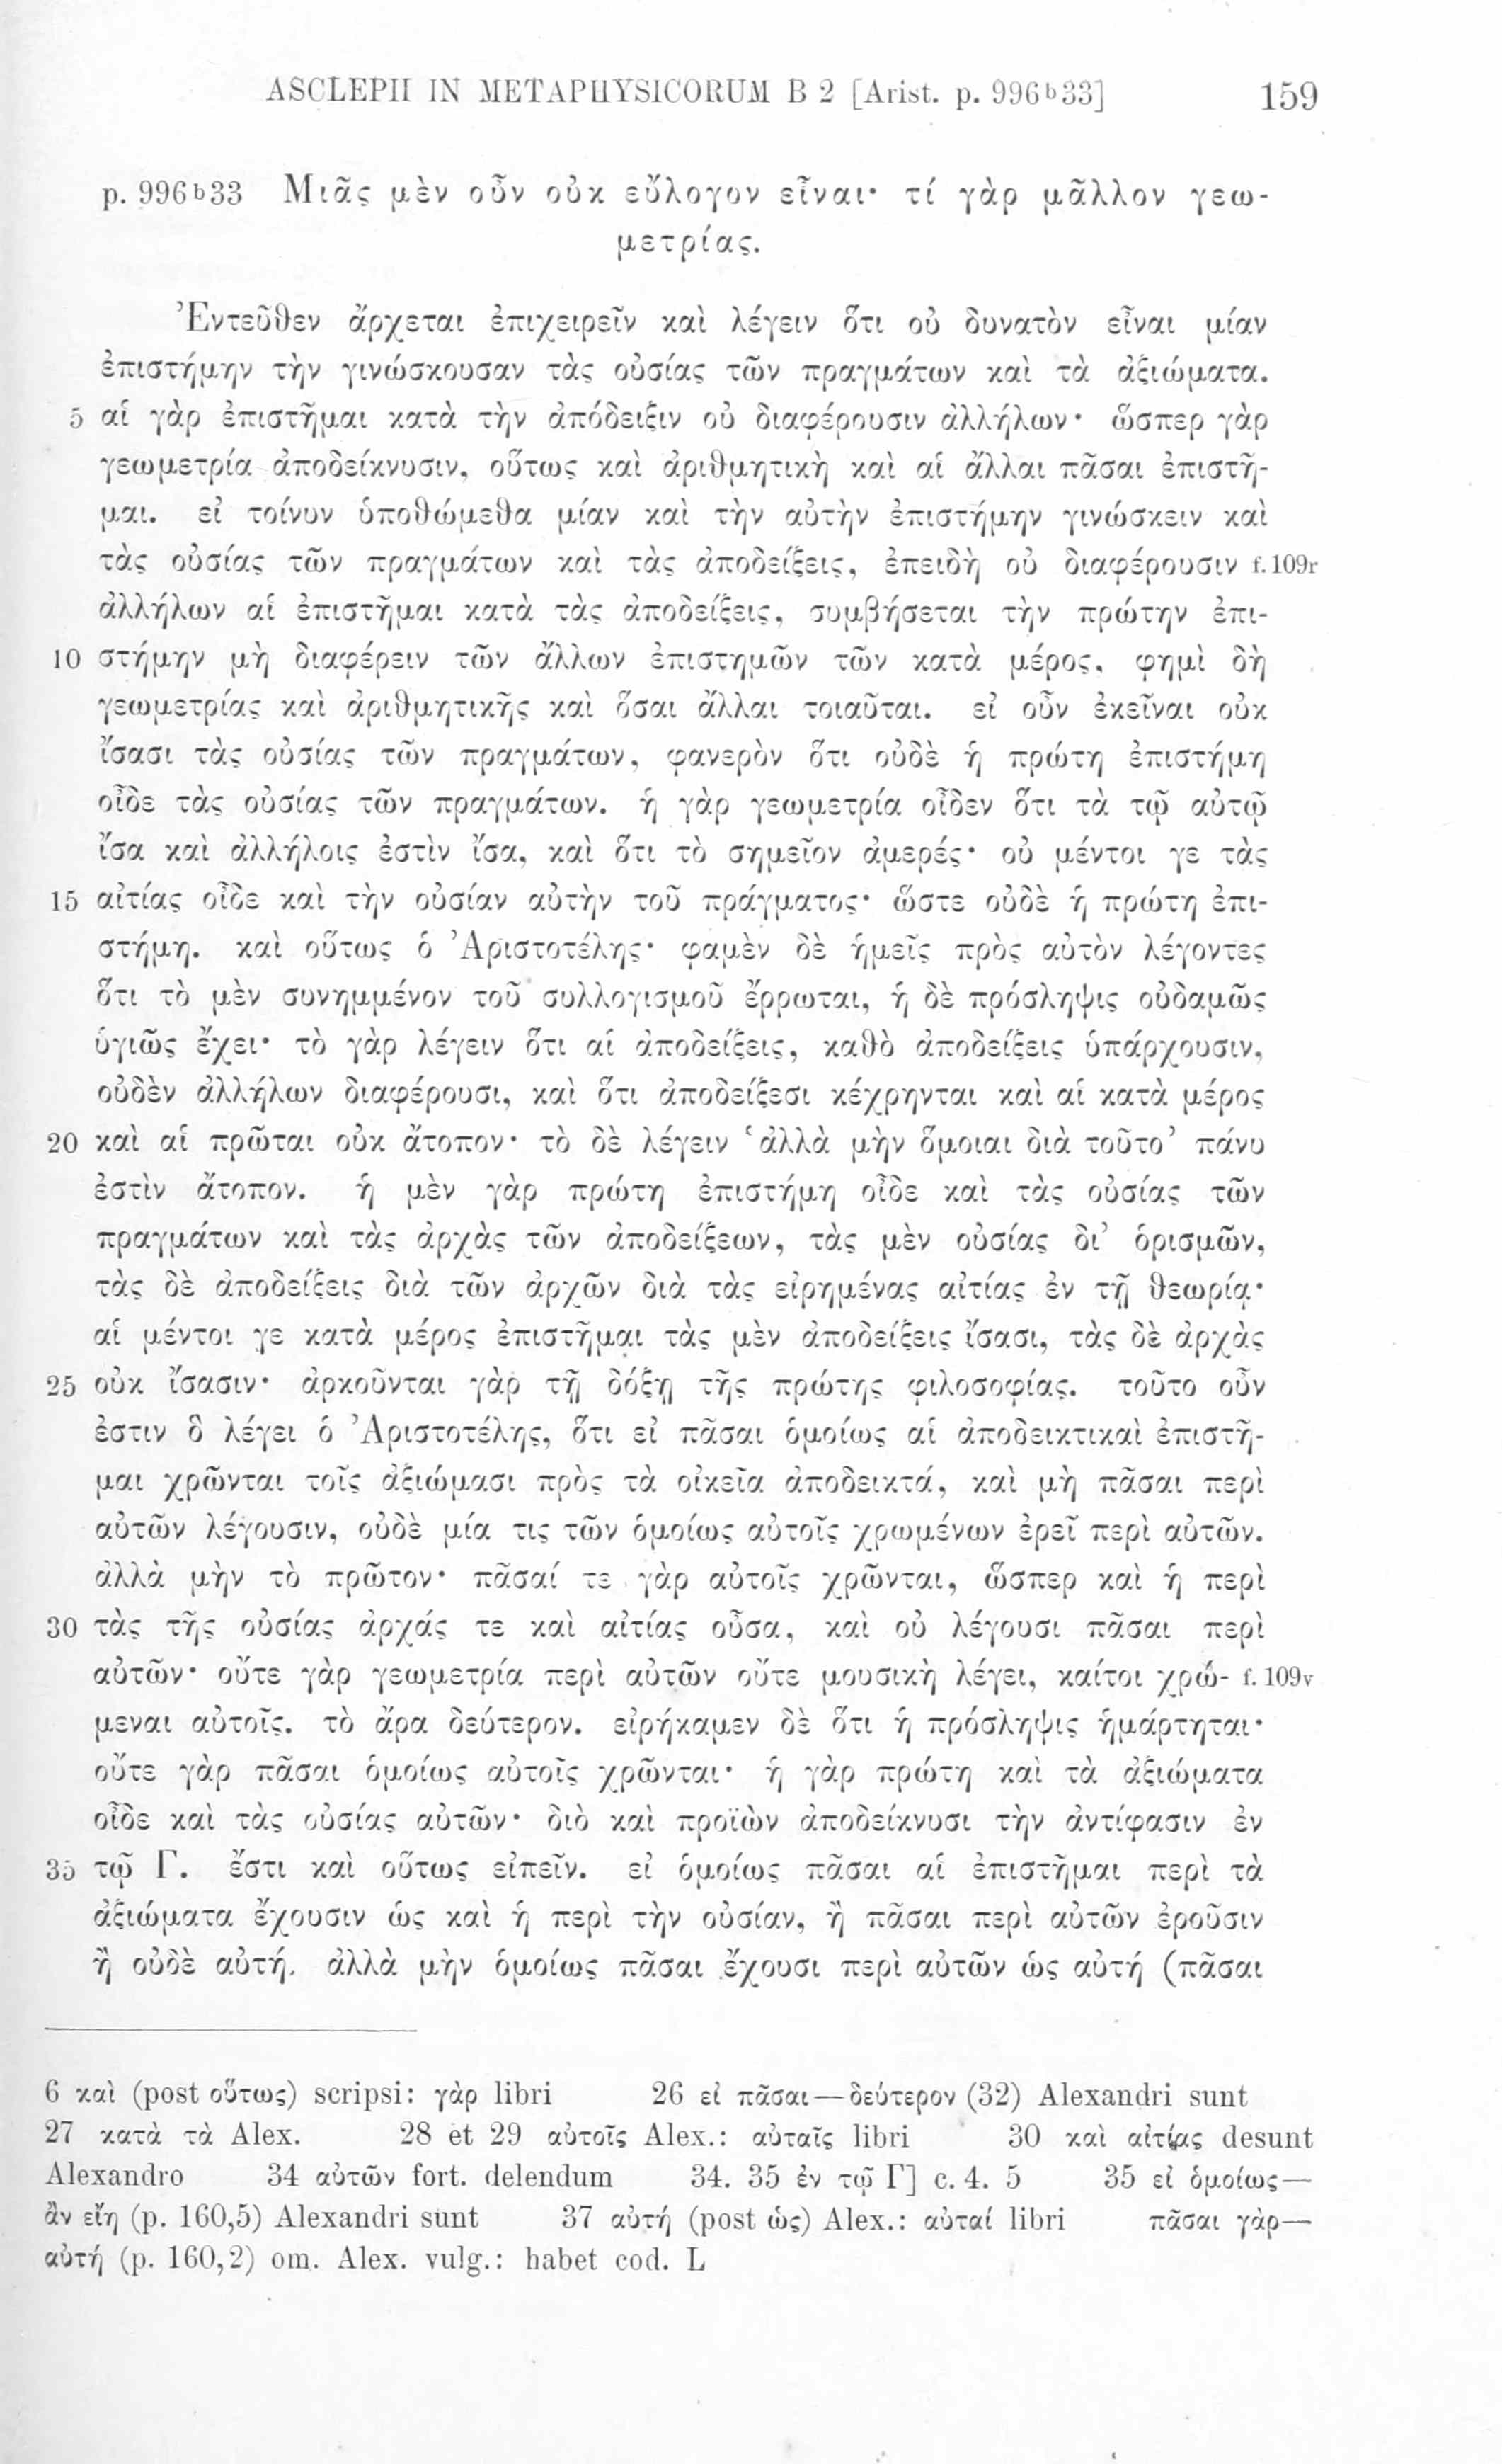 ASCLEPII IN METAPHYSICORUM B 2 [Arist. p. 996ᵇ33] 159
p. 996ᵇ33 Μιᾶς μὲν οὖν οὐκ εὔλογον εἶναι· τί γὰρ μᾶλλον γεω-
μετρίας.
Ἐντεῦθεν ἄρχεται ἐπιχειρεῖν καὶ λέγειν ὅτι οὐ δυνατὸν εἶναι μίαν
ἐπιστήμην τὴν γινώσκουσαν τὰς οὐσίας τῶν πραγμάτων καὶ τὰ ἀξιώματα.
5 αἱ γὰρ ἐπιστῆμαι κατὰ τὴν ἀπόδειξιν οὐ διαφέρουσιν ἀλλήλων· ὥσπερ γὰρ
γεωμετρία ἀποδείκνυσιν, οὕτως καὶ ἀριθμητικὴ καὶ αἱ ἄλλαι πᾶσαι ἐπιστῆ-
μαι. εἰ τοίνυν ὑποθώμεθα μίαν καὶ τὴν αὐτὴν ἐπιστήμην γινώσκειν καὶ
τὰς οὐσίας τῶν πραγμάτων καὶ τὰς ἀποδείξεις, ἐπειδὴ οὐ διαφέρουσιν f. 109r
ἀλλήλων αἱ ἐπιστῆμαι κατὰ τὰς ἀποδείξεις, συμβήσεται τὴν πρώτην ἐπι-
10 στήμην μὴ διαφέρειν τῶν ἄλλων ἐπιστημῶν τῶν κατὰ μέρος, φημὶ δὴ
γεωμετρίας καὶ ἀριθμητικῆς καὶ ὅσαι ἄλλαι τοιαῦται. εἰ οὖν ἐκεῖναι οὐκ
ἴσασι τὰς οὐσίας τῶν πραγμάτων, φανερὸν ὅτι οὐδὲ ἡ πρώτη ἐπιστήμη
οἶδε τὰς οὐσίας τῶν πραγμάτων. ἡ γὰρ γεωμετρία οἶδεν ὅτι τὰ τῷ αὐτῷ
ἴσα καὶ ἀλλήλοις ἐστὶν ἴσα, καὶ ὅτι τὸ σημεῖον ἀμερές· οὐ μέντοι γε τὰς
15 αἰτίας οἶδε καὶ τὴν οὐσίαν αὐτὴν τοῦ πράγματος· ὥστε οὐδὲ ἡ πρώτη ἐπι-
στήμη. καὶ οὕτως ὁ Ἀριστοτέλης· φαμὲν δὲ ἡμεῖς πρὸς αὐτὸν λέγοντες
ὅτι τὸ μὲν συνημμένον τοῦ συλλογισμοῦ ἔρρωται, ἡ δὲ πρόσληψις οὐδαμῶς
ὑγιῶς ἔχει· τὸ γὰρ λέγειν ὅτι αἱ ἀποδείξεις, καθὸ ἀποδείξεις ὑπάρχουσιν,
οὐδὲν ἀλλήλων διαφέρουσι, καὶ ὅτι ἀποδείξεσι κέχρηνται καὶ αἱ κατὰ μέρος
20 καὶ αἱ πρῶται οὐκ ἄτοπον· τὸ δὲ λέγειν ‘ἀλλὰ μὴν ὅμοιαι διὰ τοῦτο’ πάνυ
ἐστὶν ἄτοπον. ἡ μὲν γὰρ πρώτη ἐπιστήμη οἶδε καὶ τὰς οὐσίας τῶν
πραγμάτων καὶ τὰς ἀρχὰς τῶν ἀποδείξεων, τὰς μὲν οὐσίας δι’ ὁρισμῶν,
τὰς δὲ ἀποδείξεις διὰ τῶν ἀρχῶν διὰ τὰς εἰρημένας αἰτίας ἐν τῇ θεωρίᾳ·
αἱ μέντοι γε κατὰ μέρος ἐπιστῆμαι τὰς μὲν ἀποδείξεις ἴσασι, τὰς δὲ ἀρχὰς
25 οὐκ ἴσασιν· ἀρκοῦνται γὰρ τῇ δόξῃ τῆς πρώτης φιλοσοφίας. τοῦτο οὖν
ἐστιν ὃ λέγει ὁ Ἀριστοτέλης, ὅτι εἰ πᾶσαι ὁμοίως αἱ ἀποδεικτικαὶ ἐπιστῆ-
μαι χρῶνται τοῖς ἀξιώμασι πρὸς τὰ οἰκεῖα ἀποδεικτά, καὶ μὴ πᾶσαι περὶ
αὐτῶν λέγουσιν, οὐδὲ μία τις τῶν ὁμοίως αὐτοῖς χρωμένων ἐρεῖ περὶ αὐτῶν.
ἀλλὰ μὴν τὸ πρῶτον· πᾶσαί τε γὰρ αὐτοῖς χρῶνται, ὥσπερ καὶ ἡ περὶ
30 τὰς τῆς οὐσίας ἀρχάς τε καὶ αἰτίας οὖσα, καὶ οὐ λέγουσι πᾶσαι περὶ
αὐτῶν· οὔτε γὰρ γεωμετρία περὶ αὐτῶν οὔτε μουσικὴ λέγει, καίτοι χρώ- f. 109v
μεναι αὐτοῖς. τὸ ἄρα δεύτερον. εἰρήκαμεν δὲ ὅτι ἡ πρόσληψις ἡμάρτηται·
οὔτε γὰρ πᾶσαι ὁμοίως αὐτοῖς χρῶνται· ἡ γὰρ πρώτη καὶ τὰ ἀξιώματα
οἶδε καὶ τὰς οὐσίας αὐτῶν· διὸ καὶ προϊὼν ἀποδείκνυσι τὴν ἀντίφασιν ἐν
35 τῷ Γ. ἔστι καὶ οὕτως εἰπεῖν. εἰ ὁμοίως πᾶσαι αἱ ἐπιστῆμαι περὶ τὰ
ἀξιώματα ἔχουσιν ὡς καὶ ἡ περὶ τὴν οὐσίαν, ἢ πᾶσαι περὶ αὐτῶν ἐροῦσιν
ἢ οὐδὲ αὐτή. ἀλλὰ μὴν ὁμοίως πᾶσαι ἔχουσι περὶ αὐτῶν ὡς αὐτή (πᾶσαι
6 καὶ (post οὕτως) scripsi: γὰρ libri 26 εἰ πᾶσαι—δεύτερον (32) Alexandri sunt
27 κατὰ τὰ Alex. 28 et 29 αὐτοῖς Alex.: αὐταῖς libri 30 καὶ αἰτίας desunt
Alexandro 34 αὐτῶν fort. delendum 34. 35 ἐν τῷ Γ] c. 4. 5 35 εἰ ὁμοίως—
ἂν εἴη (p. 160,5) Alexandri sunt 37 αὐτή (post ὡς) Alex.: αὐταί libri πᾶσαι γὰρ—
αὐτή (p. 160,2) om. Alex. vulg.: habet cod. L